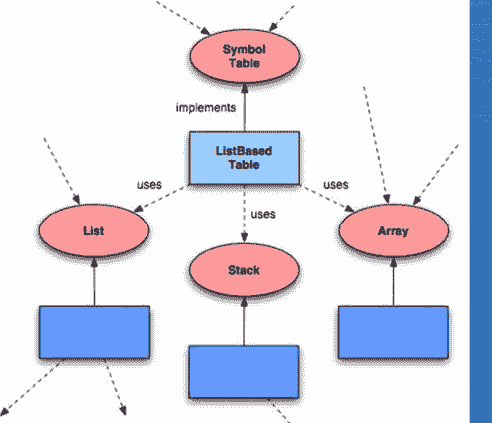 Symbol
Table
implements
ListBased
Table
uses
uses
uses
List
Array
Stack